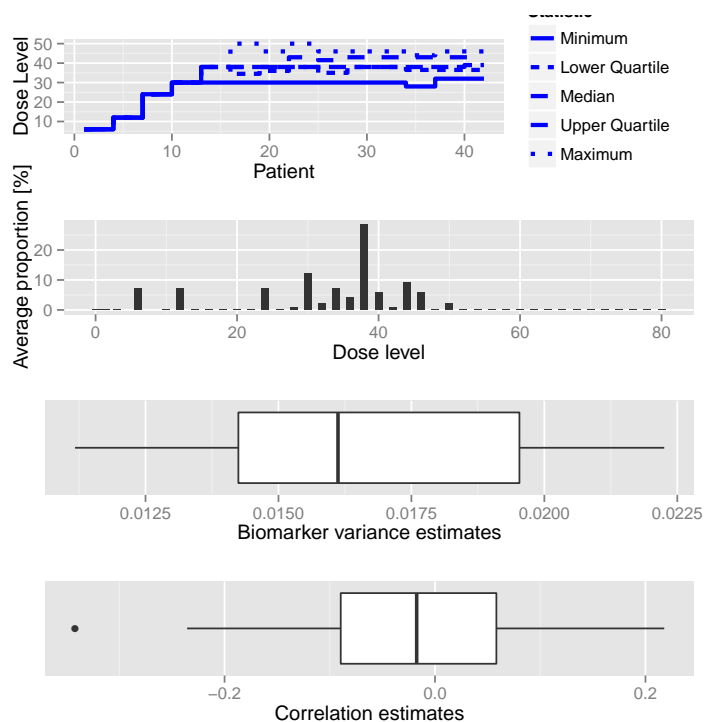 Statistic
Minimum
Lower Quartile
Median
Upper Quartile
Maximum
Dose Level
50
40
30
20
10
0 10 20 30 40
Patient
Average proportion [%]
20
10
0
0 20 40 60 80
Dose level
0.0125 0.0150 0.0175 0.0200 0.0225
Biomarker variance estimates
−0.2 0.0 0.2
Correlation estimates